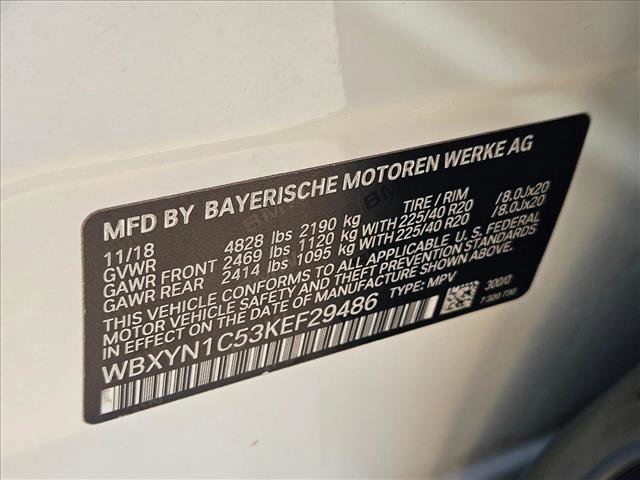 MFD BY BAYERISCHE MOTOREN WERKE AG
11/18 TIRE / RIM
GVWR 4828 lbs 2190 kg
GAWR FRONT 2469 lbs 1120 kg WITH 225/40 R20 /8.0Jx20
GAWR REAR 2414 lbs 1095 kg WITH 225/40 R20 /8.0Jx20
THIS VEHICLE CONFORMS TO ALL APPLICABLE U.S. FEDERAL
MOTOR VEHICLE SAFETY AND THEFT PREVENTION STANDARDS
IN EFFECT ON THE DATE OF MANUFACTURE SHOWN ABOVE.
WBXYN1C53KEF29486 TYPE: MPV
300/0